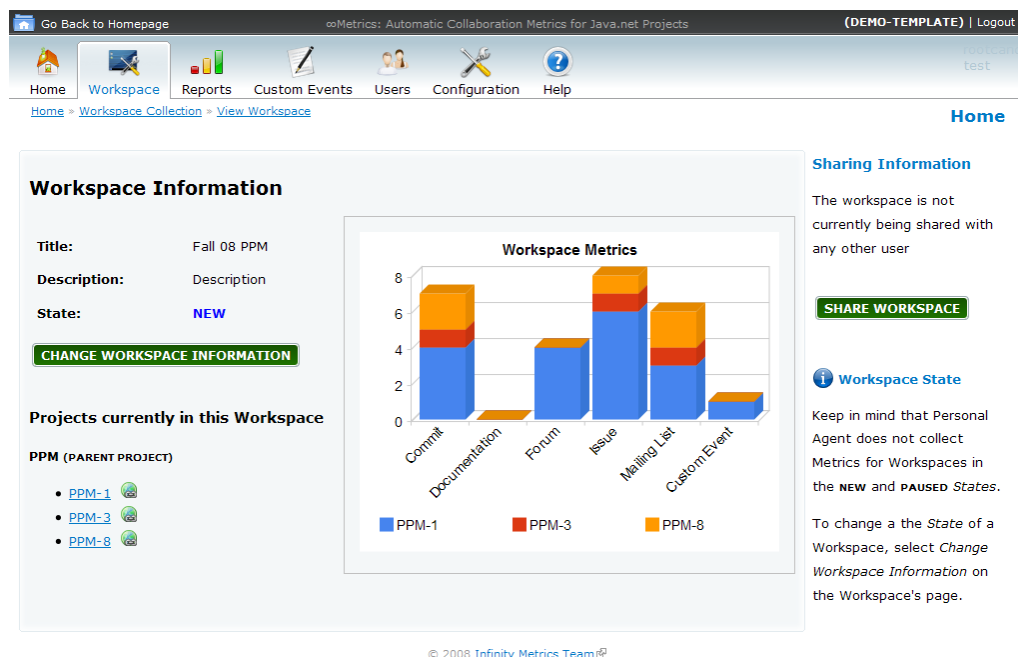 Go Back to Homepage
∞Metrics: Automatic Collaboration Metrics for Java.net Projects
(DEMO-TEMPLATE) | Logout
Home
Workspace
Reports
Custom Events
Users
Configuration
Help
test
Home » Workspace Collection » View Workspace
Home
Workspace Information
Title: Fall 08 PPM
Description: Description
State: NEW
CHANGE WORKSPACE INFORMATION
Projects currently in this Workspace
PPM (PARENT PROJECT)
• PPM-1
• PPM-3
• PPM-8
Workspace Metrics
8
6
4
2
0
Commit
Documentation
Forum
Issue
Mailing List
Custom Event
PPM-1
PPM-3
PPM-8
Sharing Information
The workspace is not
currently being shared with
any other user
SHARE WORKSPACE
Workspace State
Keep in mind that Personal
Agent does not collect
Metrics for Workspaces in
the NEW and PAUSED States.
To change a the State of a
Workspace, select Change
Workspace Information on
the Workspace's page.
© 2008 Infinity Metrics Team